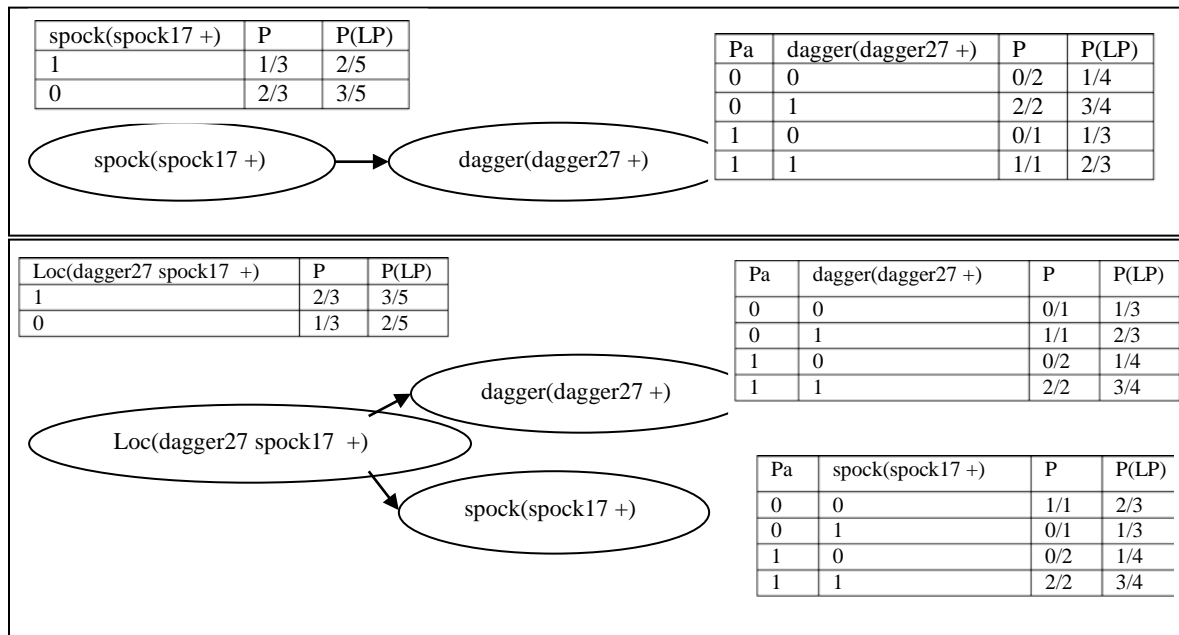 spock(spock17 +) P P(LP)
1 1/3 2/5
0 2/3 3/5
Pa dagger(dagger27 +) P P(LP)
0 0 0/2 1/4
0 1 2/2 3/4
1 0 0/1 1/3
1 1 1/1 2/3
spock(spock17 +)
dagger(dagger27 +)
Loc(dagger27 spock17 +) P P(LP)
1 2/3 3/5
0 1/3 2/5
Pa dagger(dagger27 +) P P(LP)
0 0 0/1 1/3
0 1 1/1 2/3
1 0 0/2 1/4
1 1 2/2 3/4
dagger(dagger27 +)
Loc(dagger27 spock17 +)
spock(spock17 +)
Pa spock(spock17 +) P P(LP)
0 0 1/1 2/3
0 1 0/1 1/3
1 0 0/2 1/4
1 1 2/2 3/4